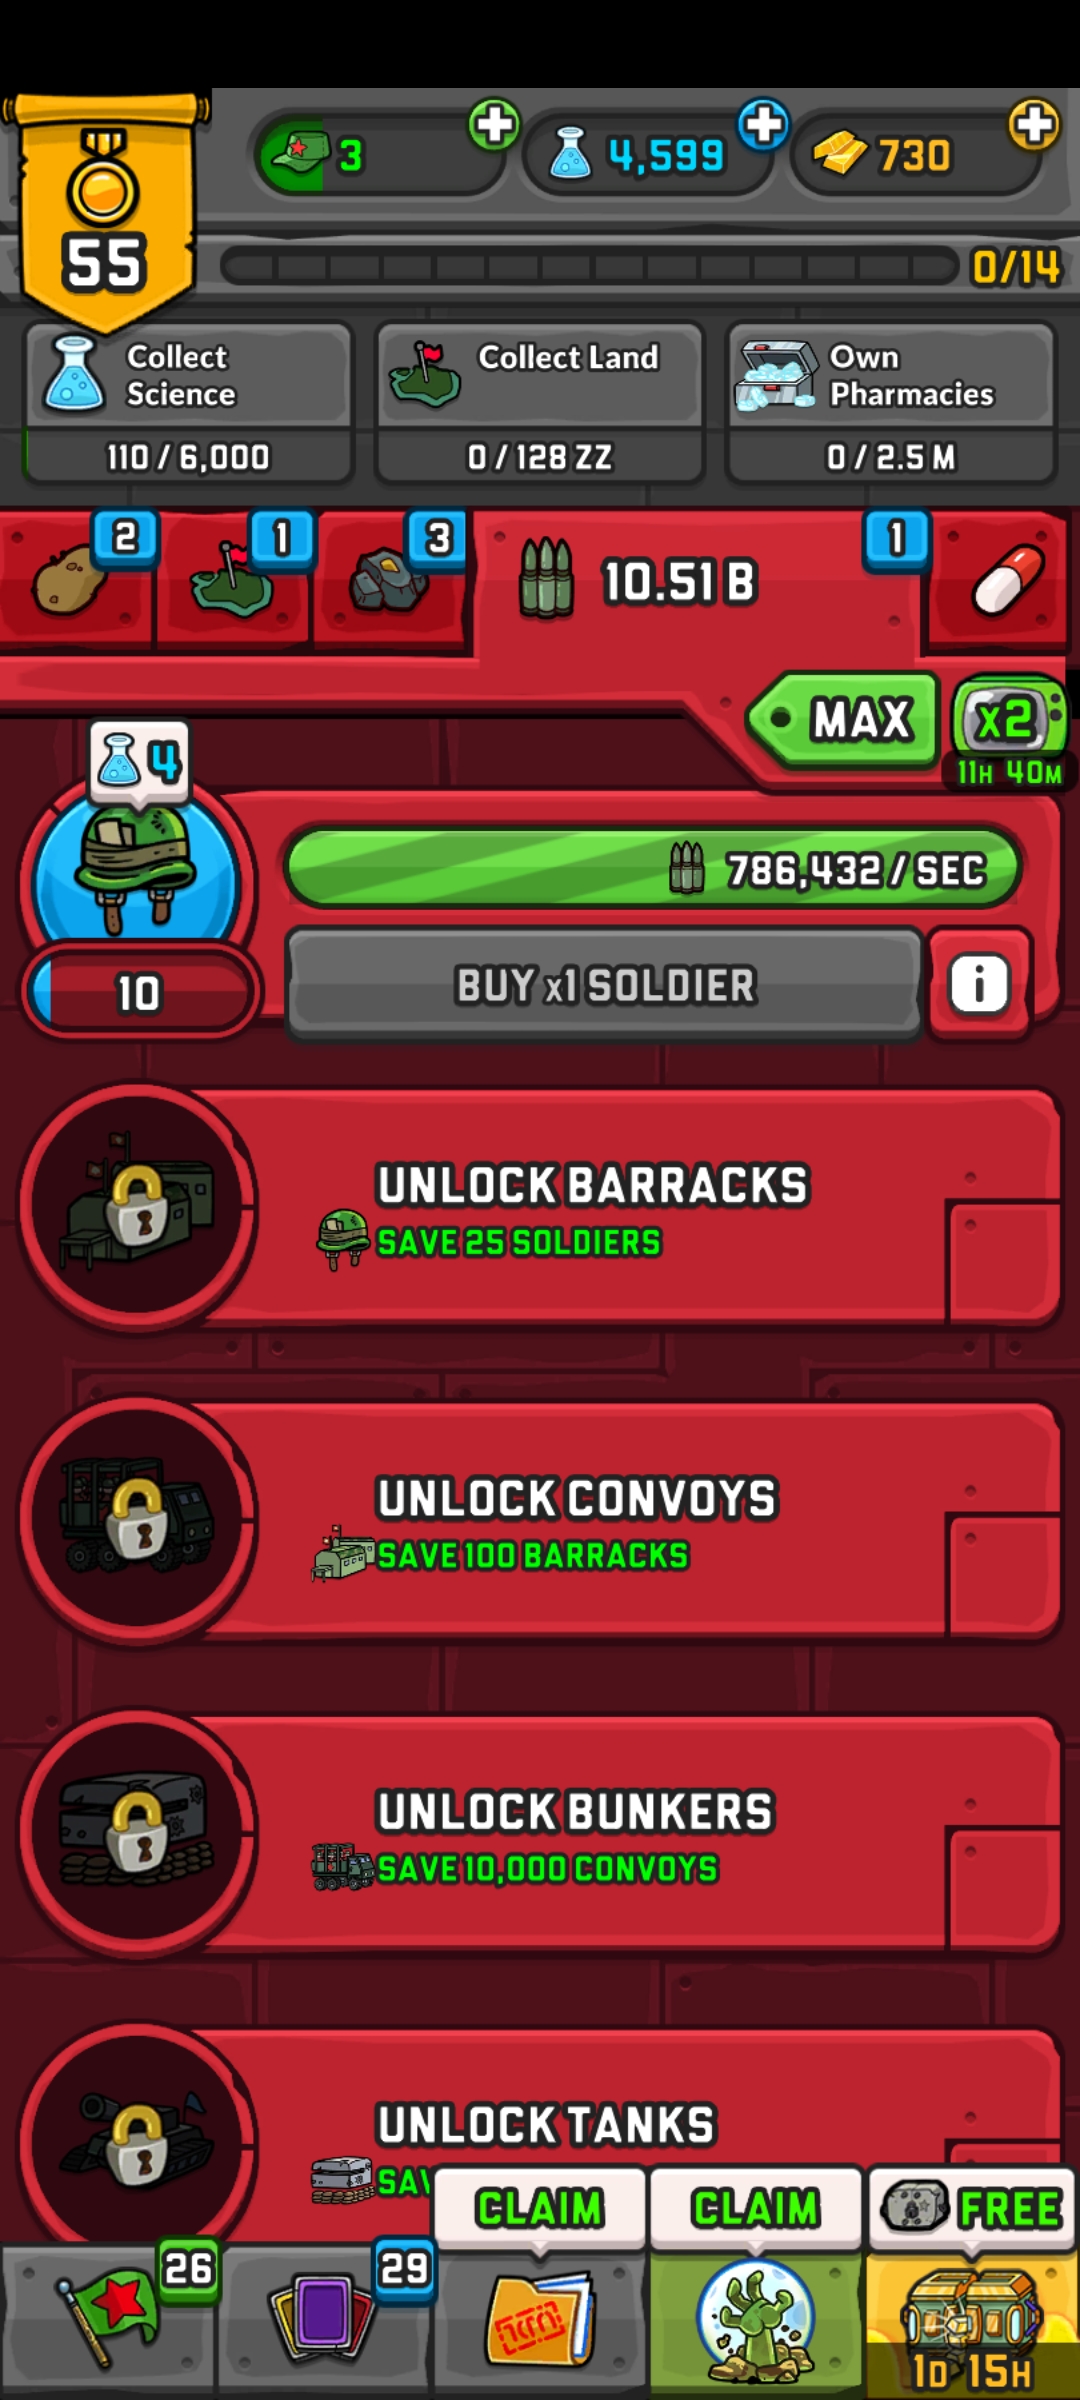 55
3
4,599
730
0/14
Collect
Science
110 / 6,000
Collect Land
0 / 128 ZZ
Own
Pharmacies
0 / 2.5 M
2
1
3
10.51 B
1
MAX
x2
11H 40M
4
786,432 / SEC
10
BUY x1 SOLDIER
i
UNLOCK BARRACKS
SAVE 25 SOLDIERS
UNLOCK CONVOYS
SAVE 100 BARRACKS
UNLOCK BUNKERS
SAVE 10,000 CONVOYS
UNLOCK TANKS
CLAIM
CLAIM
FREE
26
29
1D 15H